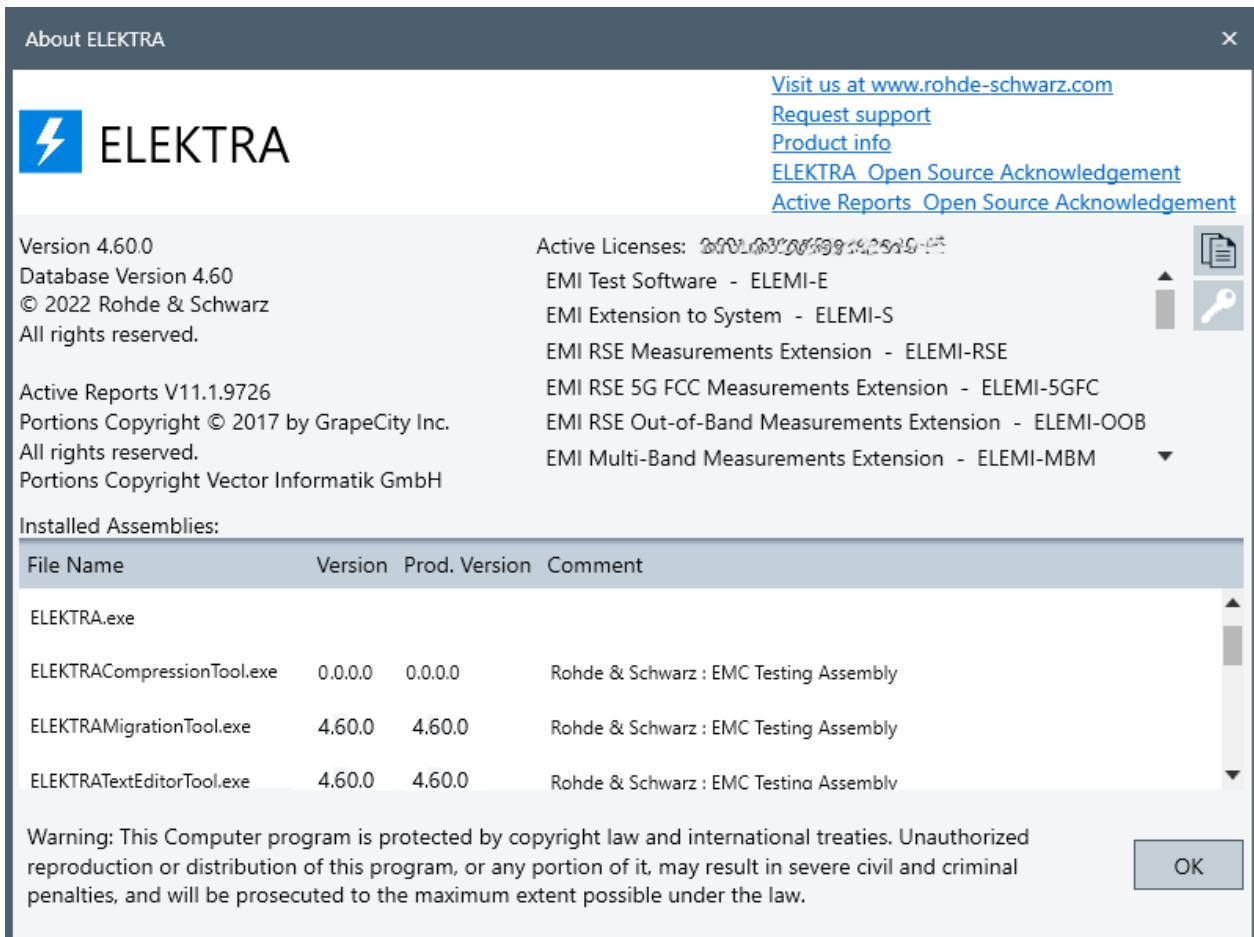 About ELEKTRA
ELEKTRA
Visit us at www.rohde-schwarz.com
Request support
Product info
ELEKTRA Open Source Acknowledgement
Active Reports Open Source Acknowledgement
Version 4.60.0
Database Version 4.60
© 2022 Rohde & Schwarz
All rights reserved.
Active Reports V11.1.9726
Portions Copyright © 2017 by GrapeCity Inc.
All rights reserved.
Portions Copyright Vector Informatik GmbH
Active Licenses:
EMI Test Software - ELEMI-E
EMI Extension to System - ELEMI-S
EMI RSE Measurements Extension - ELEMI-RSE
EMI RSE 5G FCC Measurements Extension - ELEMI-5GFC
EMI RSE Out-of-Band Measurements Extension - ELEMI-OOB
EMI Multi-Band Measurements Extension - ELEMI-MBM
Installed Assemblies:
File Name Version Prod. Version Comment
ELEKTRA.exe
ELEKTRACompressionTool.exe 0.0.0.0 0.0.0.0 Rohde & Schwarz : EMC Testing Assembly
ELEKTRAMigrationTool.exe 4.60.0 4.60.0 Rohde & Schwarz : EMC Testing Assembly
ELEKTRATextEditorTool.exe 4.60.0 4.60.0 Rohde & Schwarz : EMC Testing Assembly
Warning: This Computer program is protected by copyright law and international treaties. Unauthorized
reproduction or distribution of this program, or any portion of it, may result in severe civil and criminal
penalties, and will be prosecuted to the maximum extent possible under the law.
OK